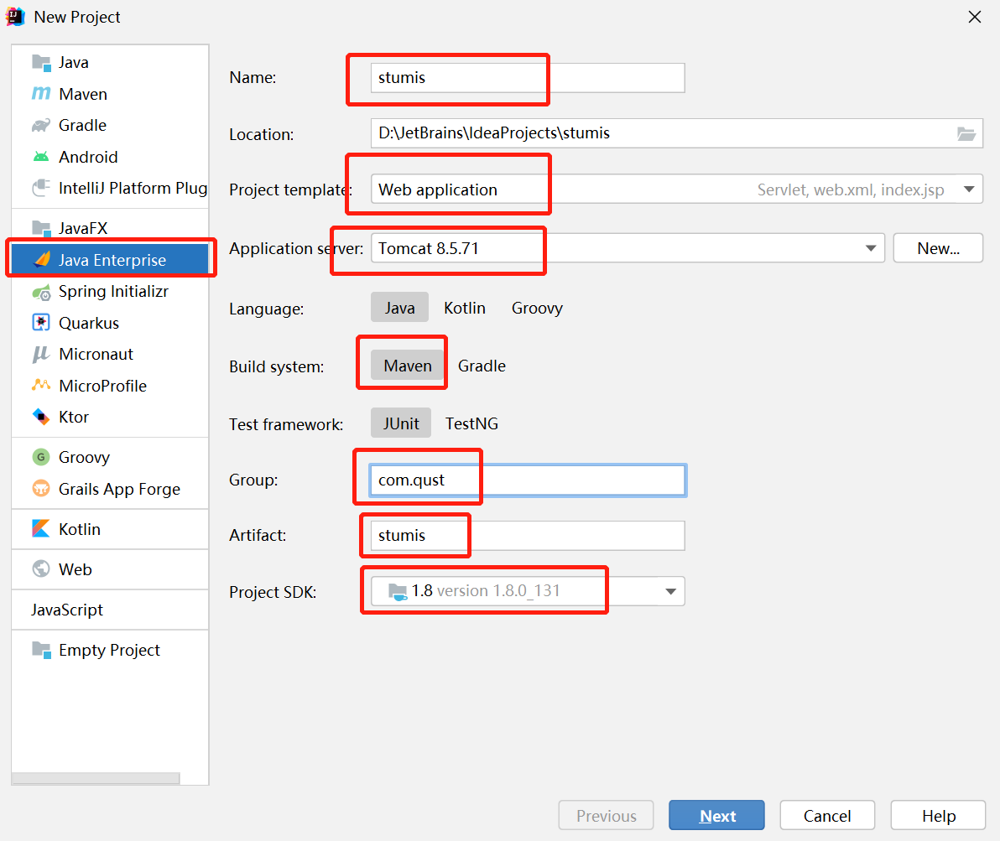 New Project
Java
Maven
Gradle
Android
IntelliJ Platform Plug
JavaFX
Java Enterprise
Spring Initializr
Quarkus
Micronaut
MicroProfile
Ktor
Groovy
Grails App Forge
Kotlin
Web
JavaScript
Empty Project
Name: stumis
Location: D:\JetBrains\IdeaProjects\stumis
Project template: Web application Servlet, web.xml, index.jsp
Application server: Tomcat 8.5.71 New...
Language: Java Kotlin Groovy
Build system: Maven Gradle
Test framework: JUnit TestNG
Group: com.qust
Artifact: stumis
Project SDK: 1.8 version 1.8.0_131
Previous Next Cancel Help